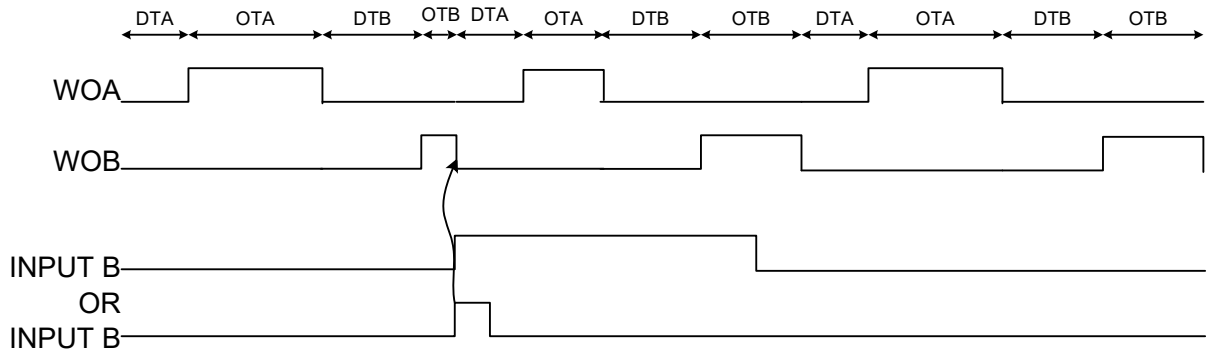 DTA OTA DTB OTB DTA OTA DTB OTB DTA OTA DTB OTB
WOA
WOB
INPUT B
OR
INPUT B